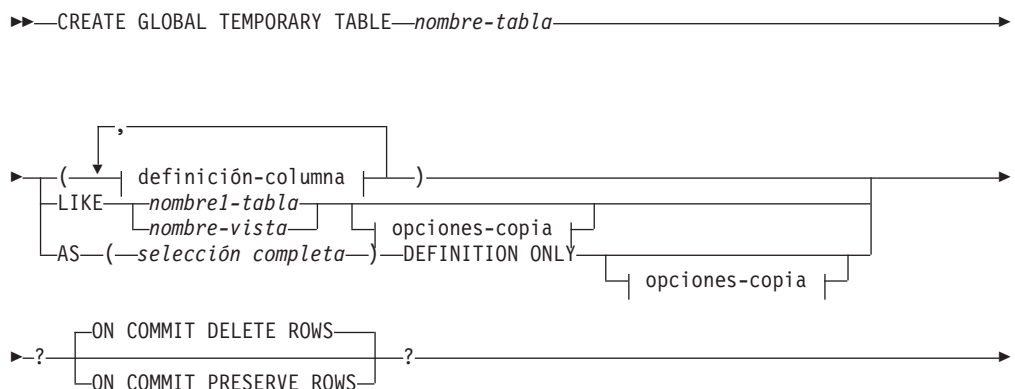 CREATE GLOBAL TEMPORARY TABLE nombre-tabla
,
( definición-columna )
LIKE nombre1-tabla
nombre-vista opciones-copia
AS ( selección completa ) DEFINITION ONLY
opciones-copia
ON COMMIT DELETE ROWS
? ?
ON COMMIT PRESERVE ROWS